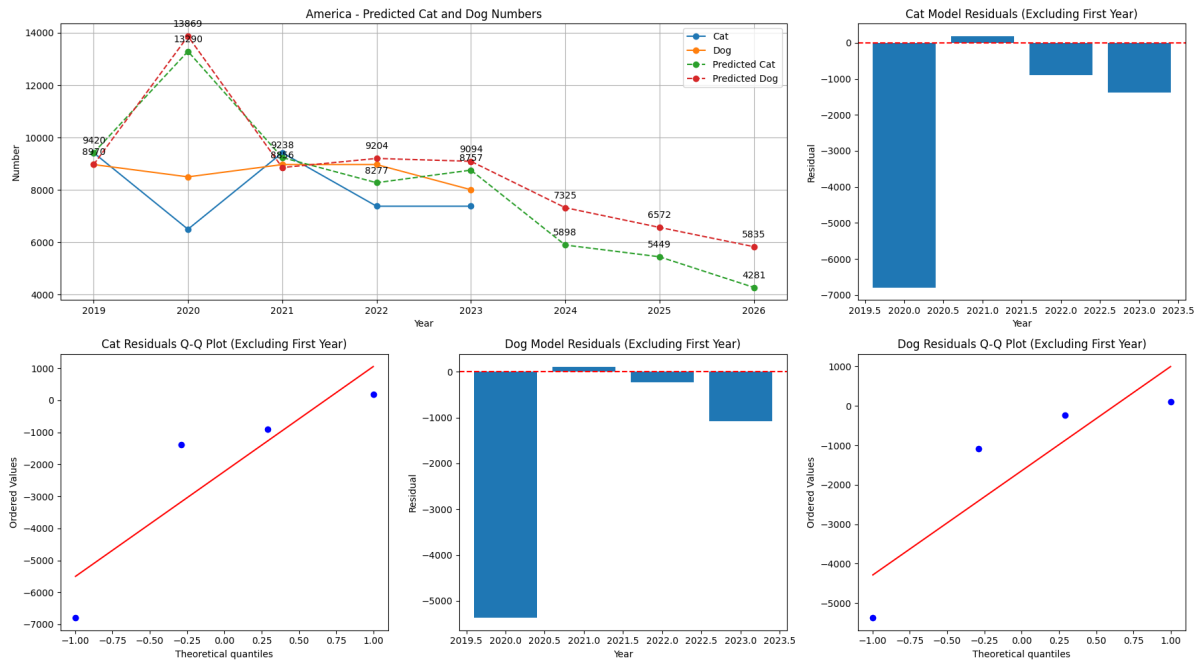 America - Predicted Cat and Dog Numbers
Number
14000
12000
10000
8000
6000
4000
2019
2020
2021
2022
2023
2024
2025
2026
Year
Cat
Dog
Predicted Cat
Predicted Dog
9420
8970
13869
13290
9238
8856
9204
8277
9094
8757
7325
5898
6572
5449
5835
4281
Cat Model Residuals (Excluding First Year)
Residual
0
−1000
−2000
−3000
−4000
−5000
−6000
−7000
2019.5 2020.0 2020.5 2021.0 2021.5 2022.0 2022.5 2023.0 2023.5
Year
Cat Residuals Q-Q Plot (Excluding First Year)
Ordered Values
1000
0
−1000
−2000
−3000
−4000
−5000
−6000
−7000
−1.00 −0.75 −0.50 −0.25 0.00 0.25 0.50 0.75 1.00
Theoretical quantiles
Dog Model Residuals (Excluding First Year)
Residual
0
−1000
−2000
−3000
−4000
−5000
2019.5 2020.0 2020.5 2021.0 2021.5 2022.0 2022.5 2023.0 2023.5
Year
Dog Residuals Q-Q Plot (Excluding First Year)
Ordered Values
1000
0
−1000
−2000
−3000
−4000
−5000
−1.00 −0.75 −0.50 −0.25 0.00 0.25 0.50 0.75 1.00
Theoretical quantiles